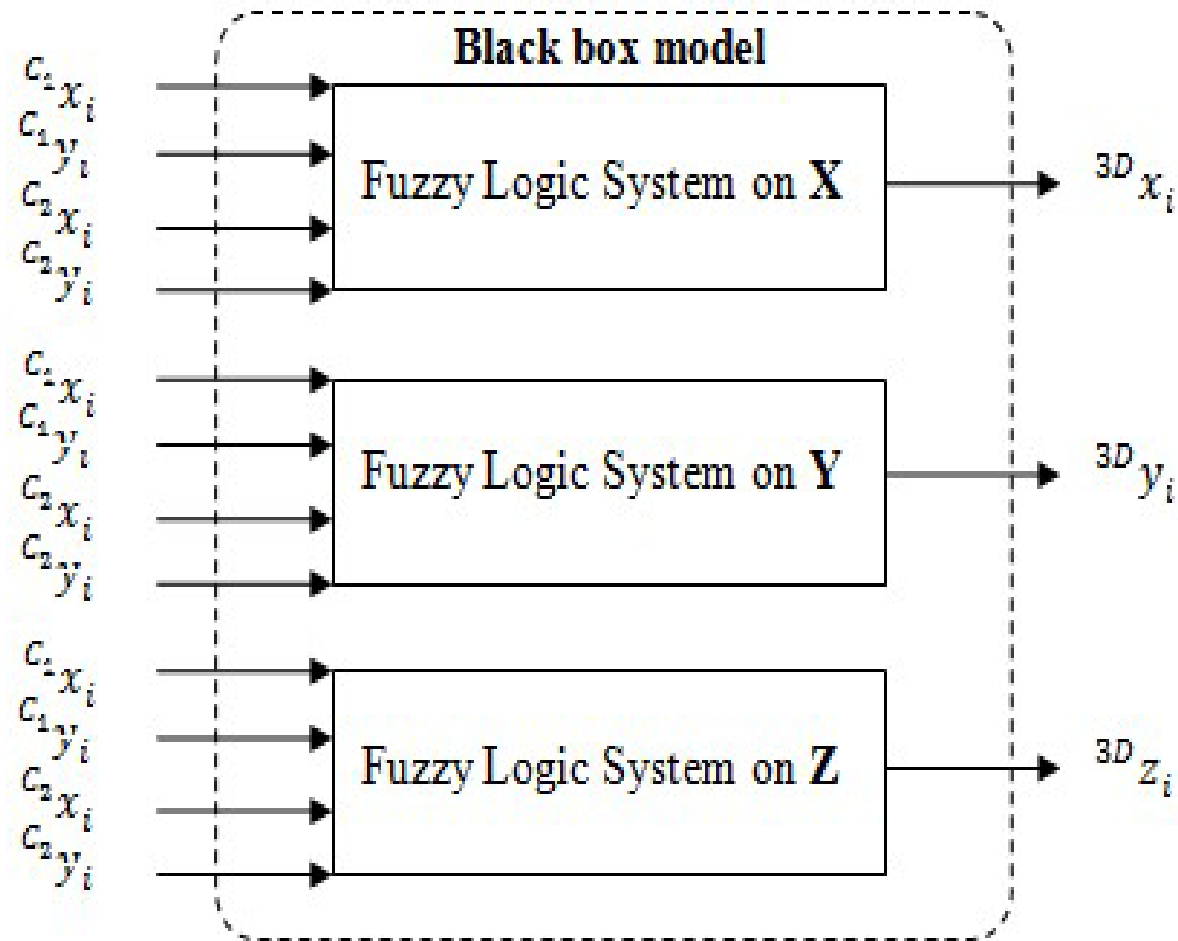 Black box model
C₁xᵢ
C₁yᵢ
C₂xᵢ
C₂yᵢ
Fuzzy Logic System on X
3Dxᵢ
C₁xᵢ
C₁yᵢ
C₂xᵢ
C₂yᵢ
Fuzzy Logic System on Y
3Dyᵢ
C₁xᵢ
C₁yᵢ
C₂xᵢ
C₂yᵢ
Fuzzy Logic System on Z
3Dzᵢ